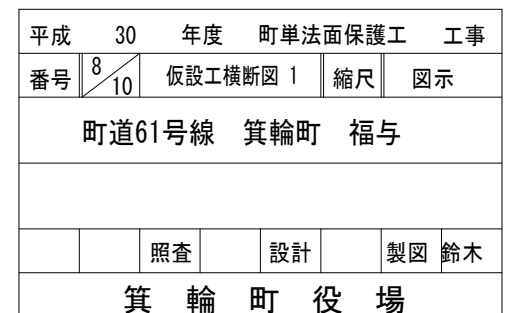 平成 30 年度 町単法面保護工 工事
番号 8/10 仮設工横断図 1 縮尺 図示
町道61号線 箕輪町 福与
照査 設計 製図 鈴木
箕輪町役場